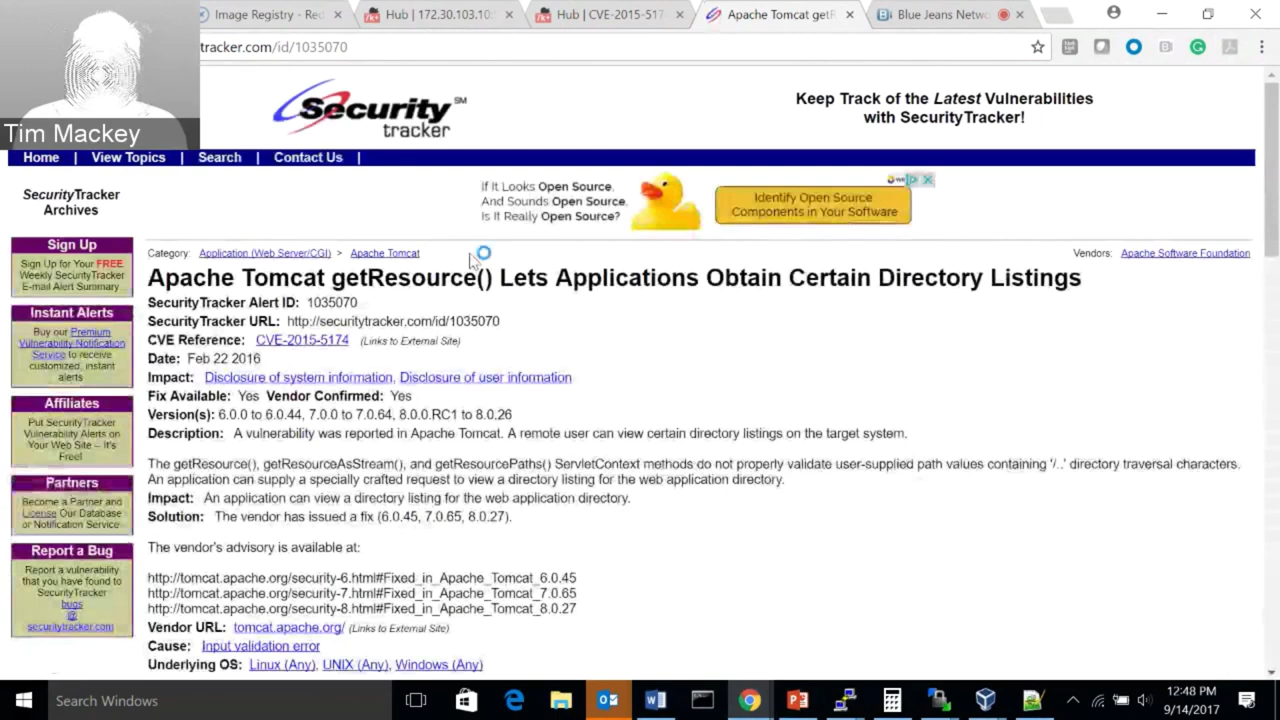 Image Registry - Red
Hub | 172.30.103.10
Hub | CVE-2015-517
Apache Tomcat getR
Blue Jeans Netwo
tracker.com/id/1035070
Tim Mackey
Security
tracker
SM
Keep Track of the Latest Vulnerabilities
with SecurityTracker!
Home | View Topics | Search | Contact Us |
SecurityTracker
Archives
If It Looks Open Source,
And Sounds Open Source,
Is It Really Open Source?
Identify Open Source
Components in Your Software
Sign Up
Sign Up for Your FREE
Weekly SecurityTracker
E-mail Alert Summary
Instant Alerts
Buy our Premium
Vulnerability Notification
Service to receive
customized, instant
alerts
Affiliates
Put SecurityTracker
Vulnerability Alerts on
Your Web Site -- It's
Free!
Partners
Become a Partner and
License Our Database
or Notification Service
Report a Bug
Report a vulnerability
that you have found to
SecurityTracker
bugs
@
securitytracker.com
Category: Application (Web Server/CGI) > Apache Tomcat
Vendors: Apache Software Foundation
Apache Tomcat getResource() Lets Applications Obtain Certain Directory Listings
SecurityTracker Alert ID: 1035070
SecurityTracker URL: http://securitytracker.com/id/1035070
CVE Reference: CVE-2015-5174 (Links to External Site)
Date: Feb 22 2016
Impact: Disclosure of system information, Disclosure of user information
Fix Available: Yes Vendor Confirmed: Yes
Version(s): 6.0.0 to 6.0.44, 7.0.0 to 7.0.64, 8.0.0.RC1 to 8.0.26
Description: A vulnerability was reported in Apache Tomcat. A remote user can view certain directory listings on the target system.
The getResource(), getResourceAsStream(), and getResourcePaths() ServletContext methods do not properly validate user-supplied path values containing '/..' directory traversal characters.
An application can supply a specially crafted request to view a directory listing for the web application directory.
Impact: An application can view a directory listing for the web application directory.
Solution: The vendor has issued a fix (6.0.45, 7.0.65, 8.0.27).
The vendor's advisory is available at:
http://tomcat.apache.org/security-6.html#Fixed_in_Apache_Tomcat_6.0.45
http://tomcat.apache.org/security-7.html#Fixed_in_Apache_Tomcat_7.0.65
http://tomcat.apache.org/security-8.html#Fixed_in_Apache_Tomcat_8.0.27
Vendor URL: tomcat.apache.org/ (Links to External Site)
Cause: Input validation error
Underlying OS: Linux (Any), UNIX (Any), Windows (Any)
Search Windows
12:48 PM
9/14/2017